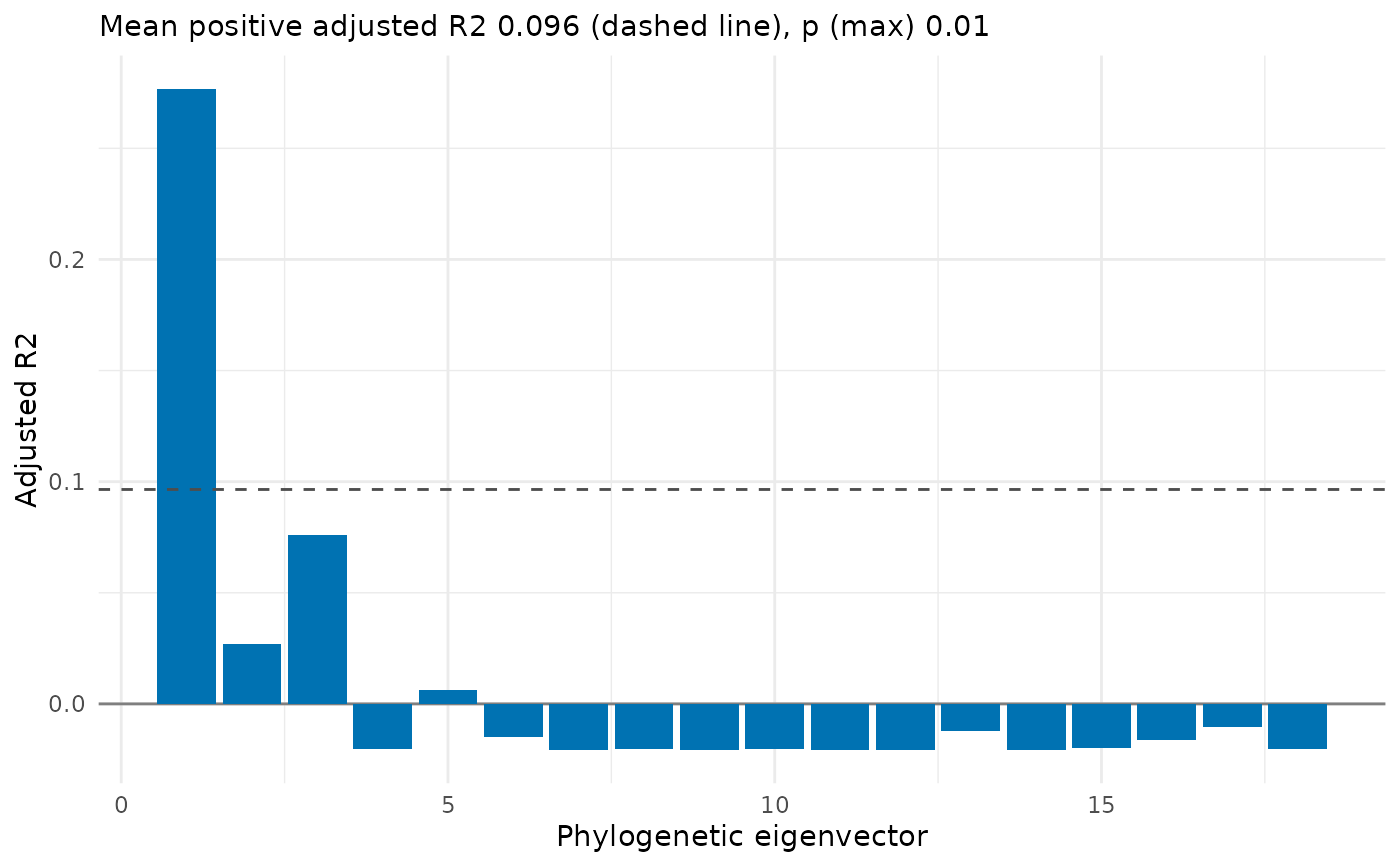 Mean positive adjusted R2 0.096 (dashed line), p (max) 0.01
Adjusted R2
0.2
0.1
0.0
0
5
10
15
Phylogenetic eigenvector